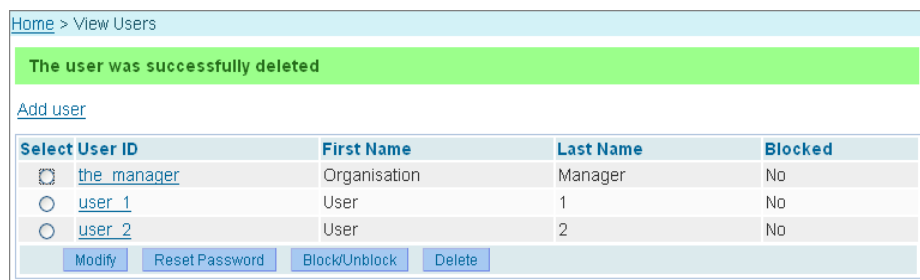 Home > View Users
The user was successfully deleted
Add user
Select User ID First Name Last Name Blocked
the_manager Organisation Manager No
user_1 User 1 No
user_2 User 2 No
Modify Reset Password Block/Unblock Delete